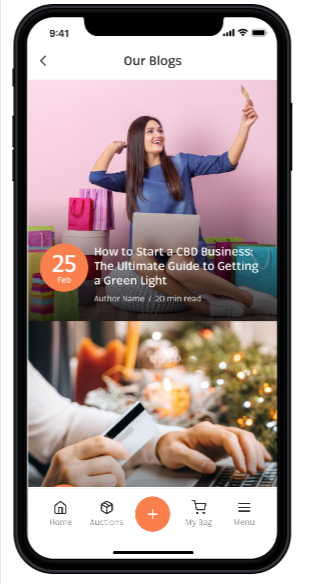 9:41
Our Blogs
25
Feb
How to Start a CBD Business:
The Ultimate Guide to Getting
a Green Light
Author Name / 20 min read
Home
Auctions
My Bag
Menu